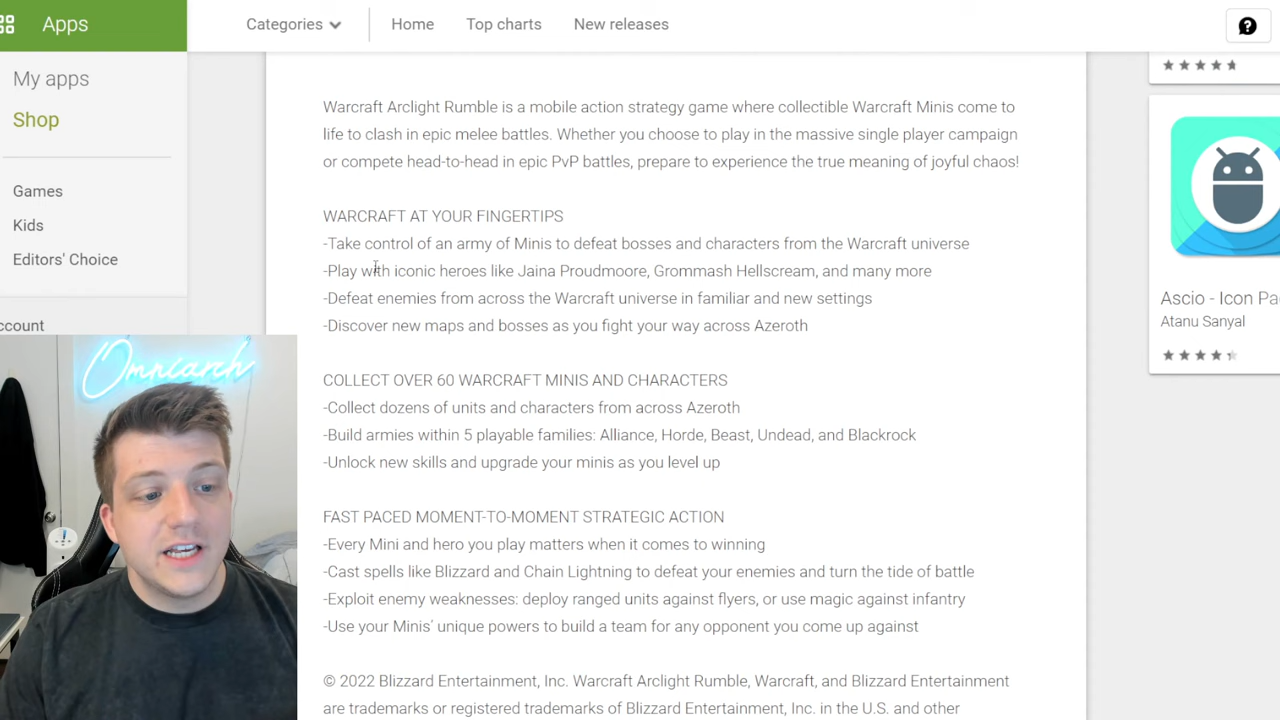 Apps
Categories
Home
Top charts
New releases
My apps
Shop
Games
Kids
Editors' Choice
ccount
Warcraft Arclight Rumble is a mobile action strategy game where collectible Warcraft Minis come to
life to clash in epic melee battles. Whether you choose to play in the massive single player campaign
or compete head-to-head in epic PvP battles, prepare to experience the true meaning of joyful chaos!
WARCRAFT AT YOUR FINGERTIPS
-Take control of an army of Minis to defeat bosses and characters from the Warcraft universe
-Play with iconic heroes like Jaina Proudmoore, Grommash Hellscream, and many more
-Defeat enemies from across the Warcraft universe in familiar and new settings
-Discover new maps and bosses as you fight your way across Azeroth
COLLECT OVER 60 WARCRAFT MINIS AND CHARACTERS
-Collect dozens of units and characters from across Azeroth
-Build armies within 5 playable families: Alliance, Horde, Beast, Undead, and Blackrock
-Unlock new skills and upgrade your minis as you level up
FAST PACED MOMENT-TO-MOMENT STRATEGIC ACTION
-Every Mini and hero you play matters when it comes to winning
-Cast spells like Blizzard and Chain Lightning to defeat your enemies and turn the tide of battle
-Exploit enemy weaknesses: deploy ranged units against flyers, or use magic against infantry
-Use your Minis' unique powers to build a team for any opponent you come up against
© 2022 Blizzard Entertainment, Inc. Warcraft Arclight Rumble, Warcraft, and Blizzard Entertainment
are trademarks or registered trademarks of Blizzard Entertainment, Inc. in the U.S. and other
Ascio - Icon Pa
Atanu Sanyal
Omniarch